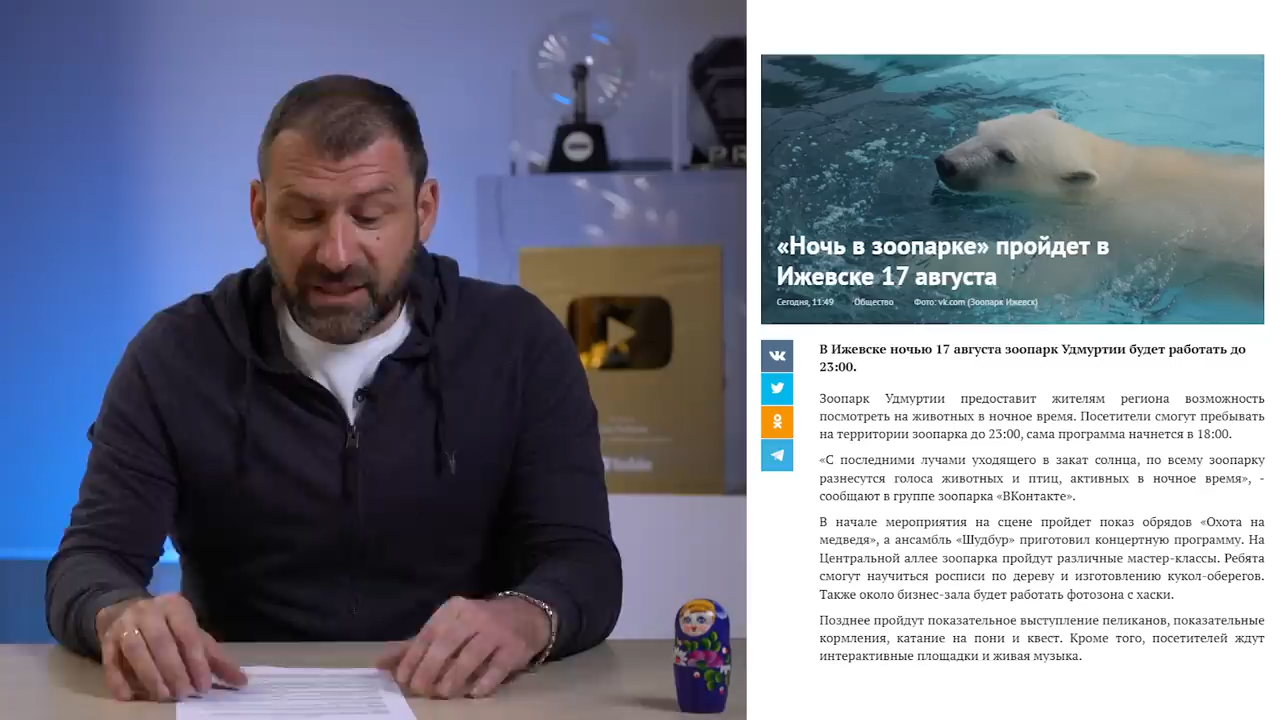 PR
«Ночь в зоопарке» пройдет в
Ижевске 17 августа
Сегодня, 11:49 Общество Фото: vk.com (Зоопарк Ижевск)
В Ижевске ночью 17 августа зоопарк Удмуртии будет работать до
23:00.
Зоопарк Удмуртии предоставит жителям региона возможность
посмотреть на животных в ночное время. Посетители смогут пребывать
на территории зоопарка до 23:00, сама программа начнется в 18:00.
«С последними лучами уходящего в закат солнца, по всему зоопарку
разнесутся голоса животных и птиц, активных в ночное время», -
сообщают в группе зоопарка «ВКонтакте».
В начале мероприятия на сцене пройдет показ обрядов «Охота на
медведя», а ансамбль «Шудбур» приготовил концертную программу. На
Центральной аллее зоопарка пройдут различные мастер-классы. Ребята
смогут научиться росписи по дереву и изготовлению кукол-оберегов.
Также около бизнес-зала будет работать фотозона с хаски.
Позднее пройдут показательное выступление пеликанов, показательные
кормления, катание на пони и квест. Кроме того, посетителей ждут
интерактивные площадки и живая музыка.